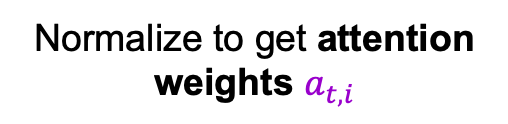 Normalize to get attention
weights a_{t,i}